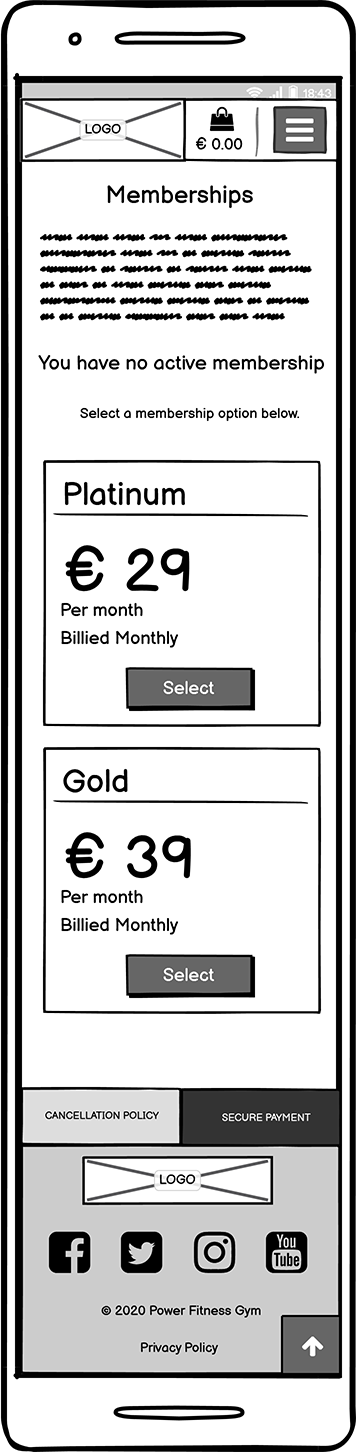 18:43
LOGO
€ 0.00
Memberships
You have no active membership
Select a membership option below.
Platinum
€ 29
Per month
Billied Monthly
Select
Gold
€ 39
Per month
Billied Monthly
Select
CANCELLATION POLICY
SECURE PAYMENT
LOGO
You
Tube
© 2020 Power Fitness Gym
Privacy Policy